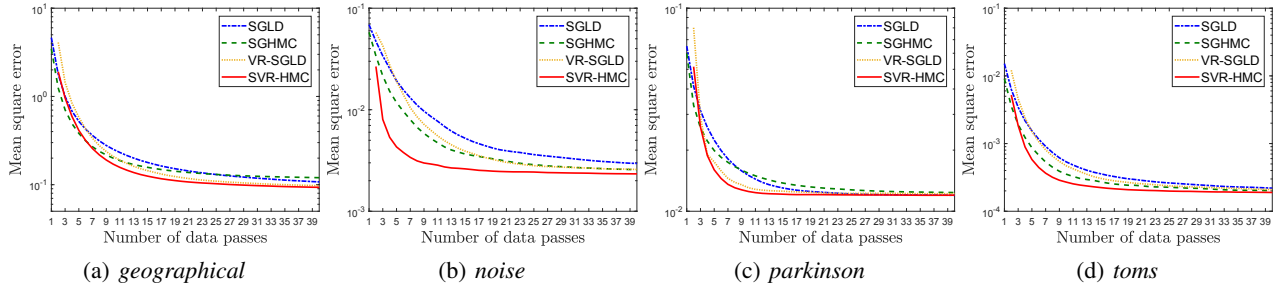 10^1
10^0
10^-1
Mean square error
SGLD
SGHMC
VR-SGLD
SVR-HMC
1 3 5 7 9 11 13 15 17 19 21 23 25 27 29 31 33 35 37 39
Number of data passes
(a) geographical
10^-1
10^-2
10^-3
Mean square error
SGLD
SGHMC
VR-SGLD
SVR-HMC
1 3 5 7 9 11 13 15 17 19 21 23 25 27 29 31 33 35 37 39
Number of data passes
(b) noise
10^-2
Mean square error
SGLD
SGHMC
VR-SGLD
SVR-HMC
1 3 5 7 9 11 13 15 17 19 21 23 25 27 29 31 33 35 37 39
Number of data passes
(c) parkinson
10^-1
10^-2
10^-3
10^-4
Mean square error
SGLD
SGHMC
VR-SGLD
SVR-HMC
1 3 5 7 9 11 13 15 17 19 21 23 25 27 29 31 33 35 37 39
Number of data passes
(d) toms